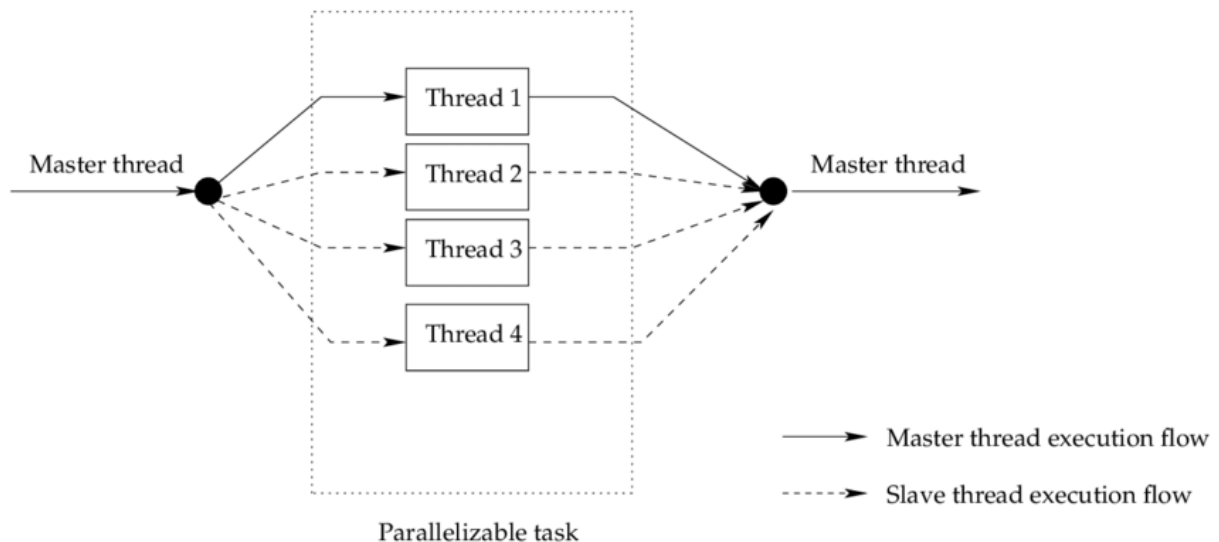 Thread 1
Master thread
Thread 2
Master thread
Thread 3
Thread 4
Master thread execution flow
Slave thread execution flow
Parallelizable task